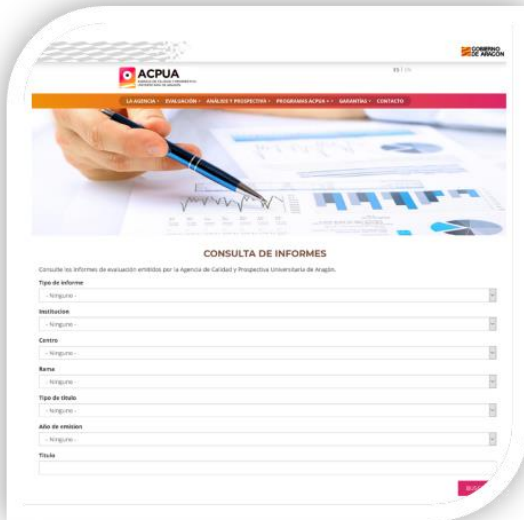 GOBIERNO
DE ARAGON
ACPUA
ES | EN
LA AGENCIA EVALUACIÓN ANÁLISIS Y PROSPECTIVA PROGRAMAS ACPUA + GARANTÍAS CONTACTO
CONSULTA DE INFORMES
Consulte los informes de evaluación emitidos por la Agencia de Calidad y Prospectiva Universitaria de Aragón.
Tipo de informe
- Ninguno -
Institucion
- Ninguno -
Centro
- Ninguno -
Rama
- Ninguno -
Tipo de titulo
- Ninguno -
Año de emision
- Ninguno -
Titulo